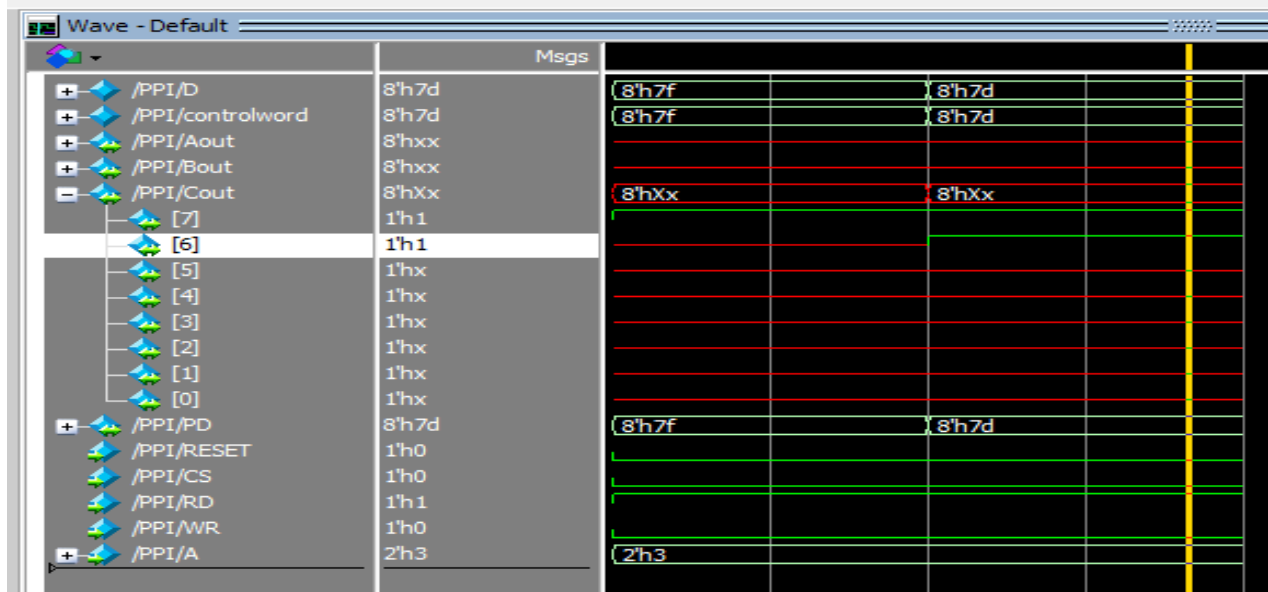 Wave - Default
Msgs
/PPI/D 8'h7d 8'h7f 8'h7d
/PPI/controlword 8'h7d 8'h7f 8'h7d
/PPI/Aout 8'hxx
/PPI/Bout 8'hxx
/PPI/Cout 8'hXx 8'hXx 8'hXx
[7] 1'h1
[6] 1'h1
[5] 1'hx
[4] 1'hx
[3] 1'hx
[2] 1'hx
[1] 1'hx
[0] 1'hx
/PPI/PD 8'h7d 8'h7f 8'h7d
/PPI/RESET 1'h0
/PPI/CS 1'h0
/PPI/RD 1'h1
/PPI/WR 1'h0
/PPI/A 2'h3 2'h3